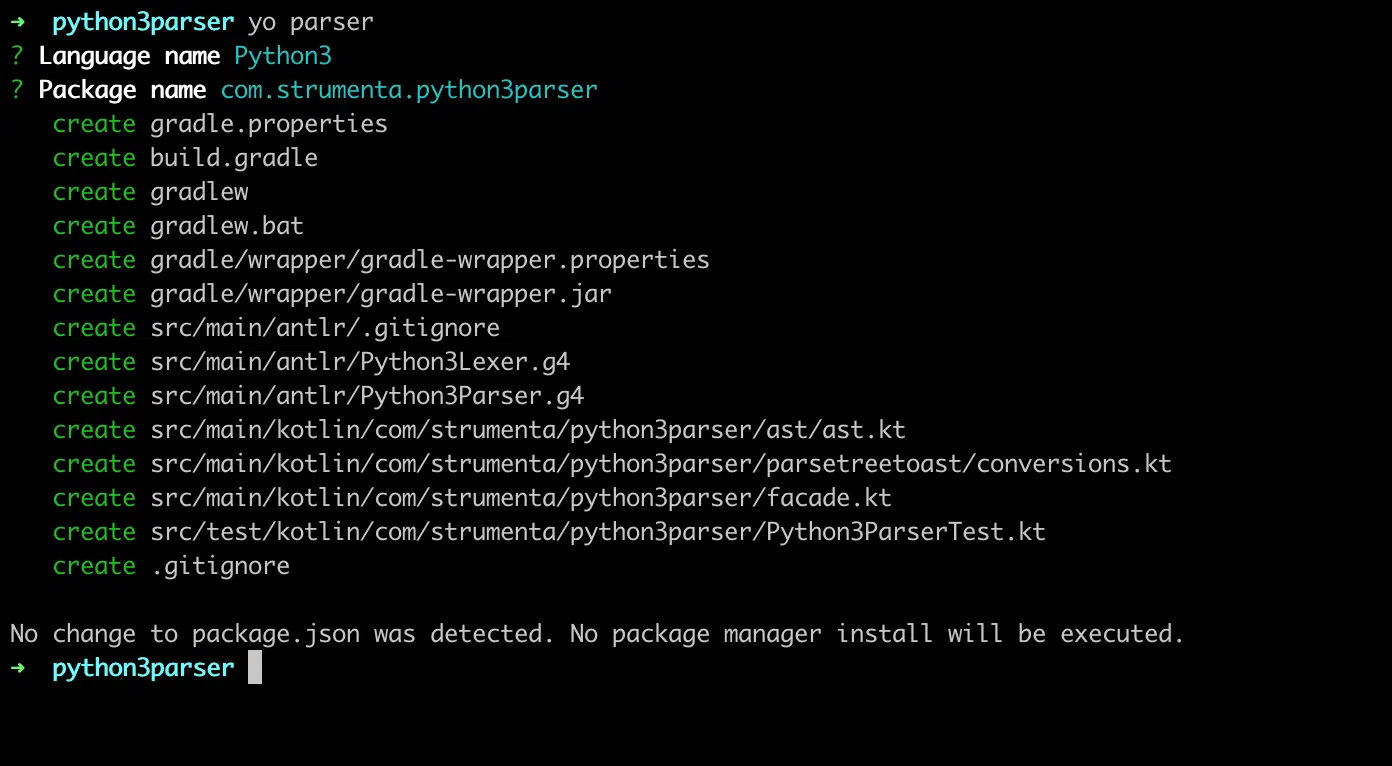 ➜  python3parser yo parser
? Language name Python3
? Package name com.strumenta.python3parser
   create gradle.properties
   create build.gradle
   create gradlew
   create gradlew.bat
   create gradle/wrapper/gradle-wrapper.properties
   create gradle/wrapper/gradle-wrapper.jar
   create src/main/antlr/.gitignore
   create src/main/antlr/Python3Lexer.g4
   create src/main/antlr/Python3Parser.g4
   create src/main/kotlin/com/strumenta/python3parser/ast/ast.kt
   create src/main/kotlin/com/strumenta/python3parser/parsetreetoast/conversions.kt
   create src/main/kotlin/com/strumenta/python3parser/facade.kt
   create src/test/kotlin/com/strumenta/python3parser/Python3ParserTest.kt
   create .gitignore

No change to package.json was detected. No package manager install will be executed.
➜  python3parser